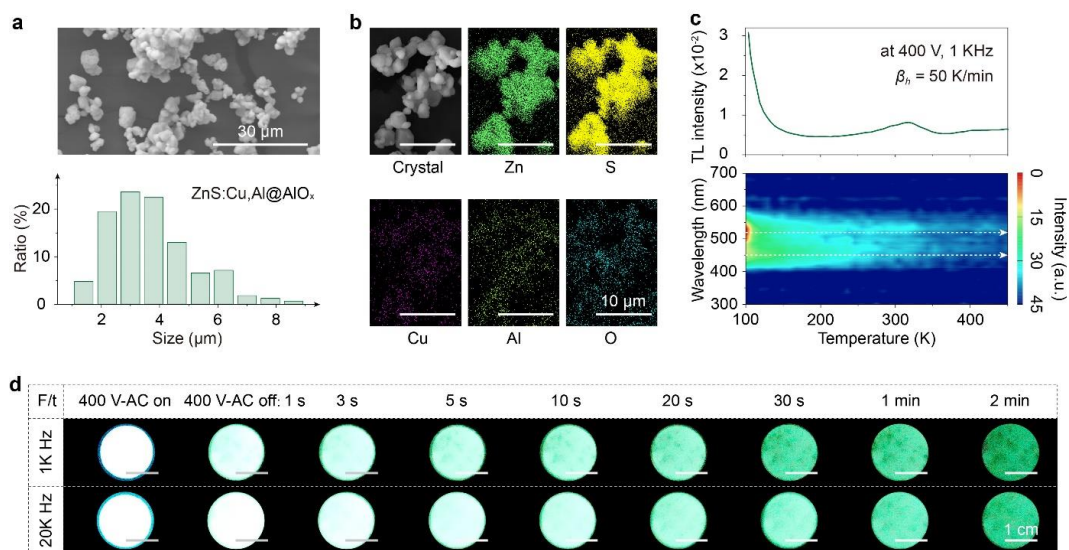 a
30 µm
ZnS:Cu,Al@AlOₓ
Ratio (%)
20
10
0
2
4
6
8
Size (µm)
b
Crystal
Zn
S
10 µm
Cu
Al
O
c
TL intensity (x10⁻²)
3
2
1
0
at 400 V, 1 KHz
βₕ = 50 K/min
Wavelength (nm)
700
600
500
400
300
100
200
300
400
Temperature (K)
0
15
30
45
Intensity (a.u.)
d
F/t
400 V-AC on
400 V-AC off: 1 s
3 s
5 s
10 s
20 s
30 s
1 min
2 min
1K Hz
20K Hz
1 cm